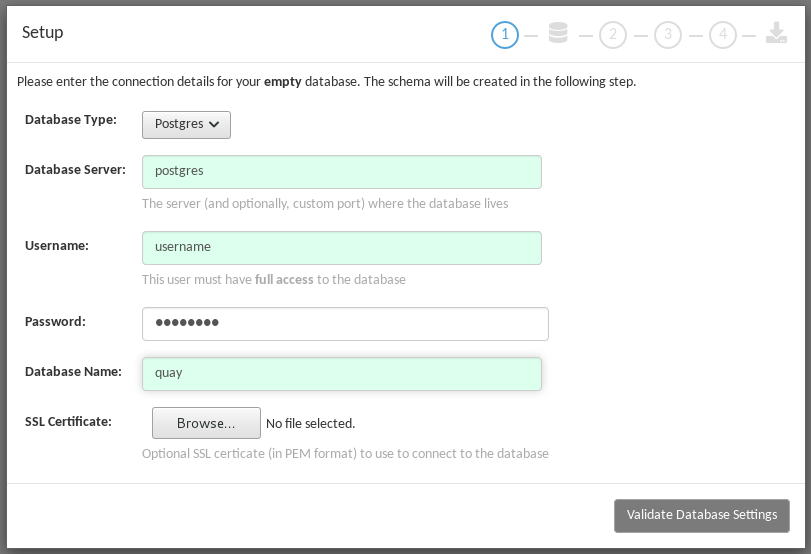 Setup
1 2 3 4
Please enter the connection details for your empty database. The schema will be created in the following step.
Database Type: Postgres
Database Server: postgres
The server (and optionally, custom port) where the database lives
Username: username
This user must have full access to the database
Password: ••••••••
Database Name: quay
SSL Certificate: Browse... No file selected.
Optional SSL certicate (in PEM format) to use to connect to the database
Validate Database Settings